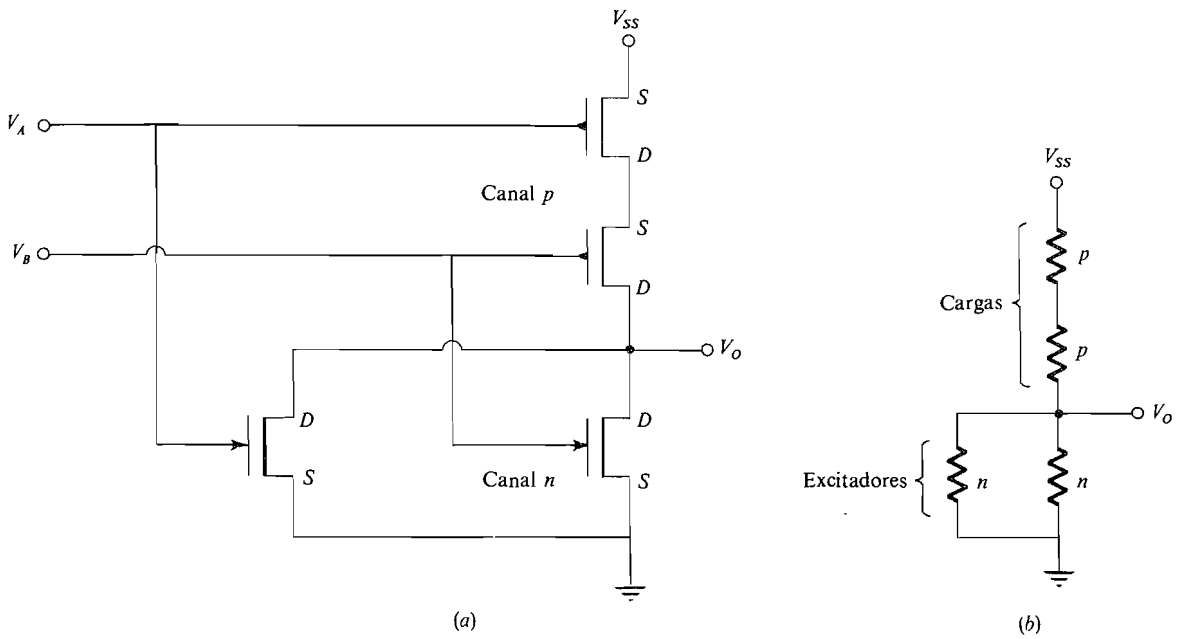 V_SS
S
V_A
D
Canal p
S
V_B
D
V_O
D
D
S
Canal n
S
(a)
V_SS
p
Cargas
p
V_O
Excitadores
n
n
(b)